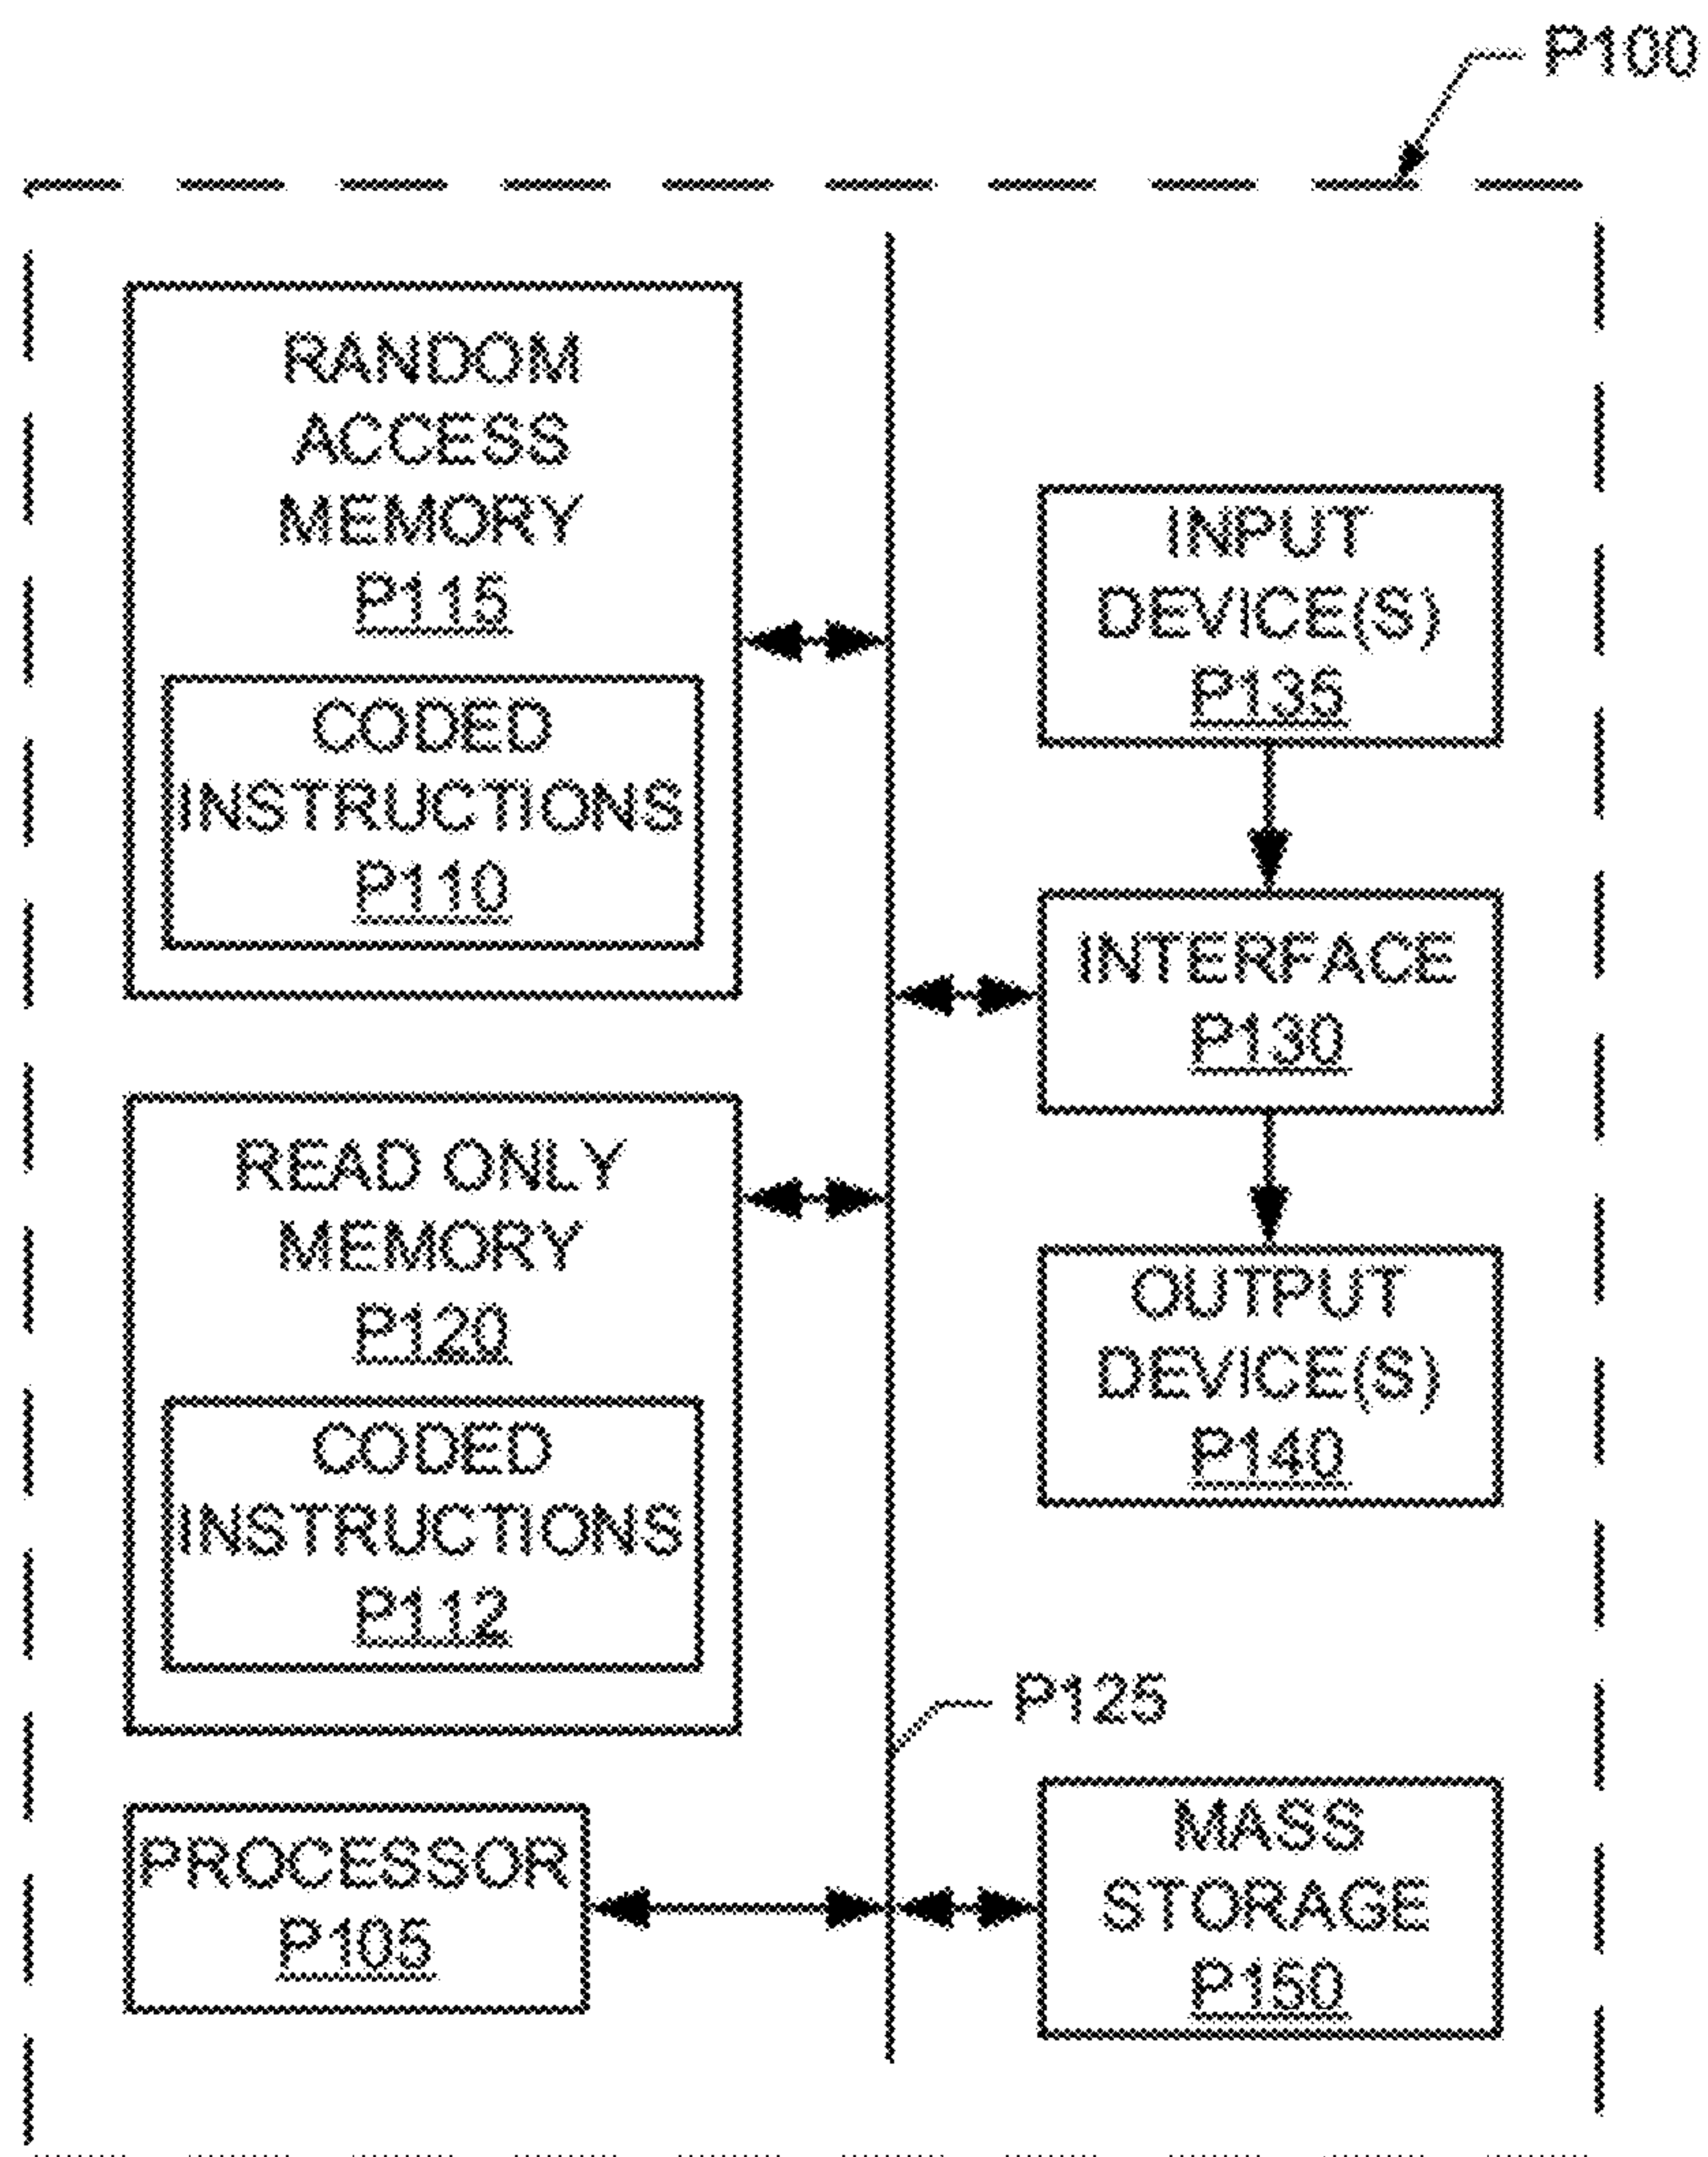 P100
RANDOM
ACCESS
MEMORY
P115
CODED
INSTRUCTIONS
P110
READ ONLY
MEMORY
P120
CODED
INSTRUCTIONS
P112
PROCESSOR
P105
INPUT
DEVICE(S)
P135
INTERFACE
P130
OUTPUT
DEVICE(S)
P140
P125
MASS
STORAGE
P150